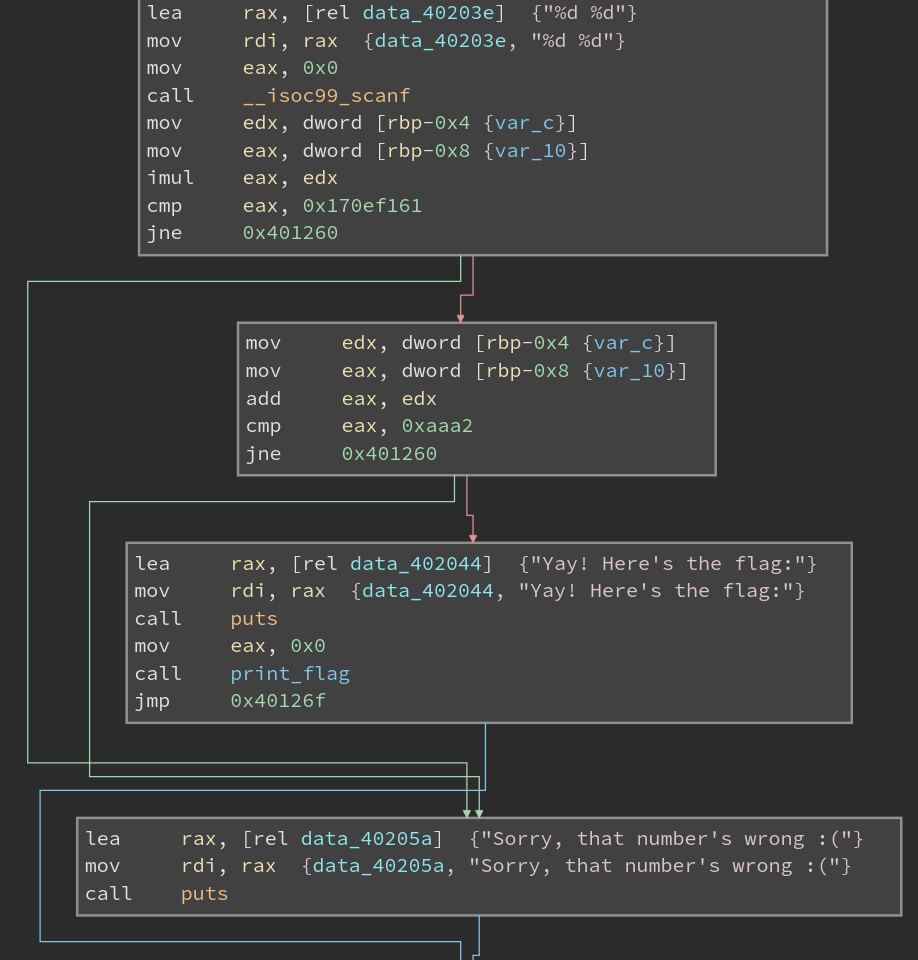 lea rax, [rel data_40203e] {"%d %d"}
mov rdi, rax {data_40203e, "%d %d"}
mov eax, 0x0
call __isoc99_scanf
mov edx, dword [rbp-0x4 {var_c}]
mov eax, dword [rbp-0x8 {var_10}]
imul eax, edx
cmp eax, 0x170ef161
jne 0x401260
mov edx, dword [rbp-0x4 {var_c}]
mov eax, dword [rbp-0x8 {var_10}]
add eax, edx
cmp eax, 0xaaa2
jne 0x401260
lea rax, [rel data_402044] {"Yay! Here's the flag:"}
mov rdi, rax {data_402044, "Yay! Here's the flag:"}
call puts
mov eax, 0x0
call print_flag
jmp 0x40126f
lea rax, [rel data_40205a] {"Sorry, that number's wrong :("}
mov rdi, rax {data_40205a, "Sorry, that number's wrong :("}
call puts